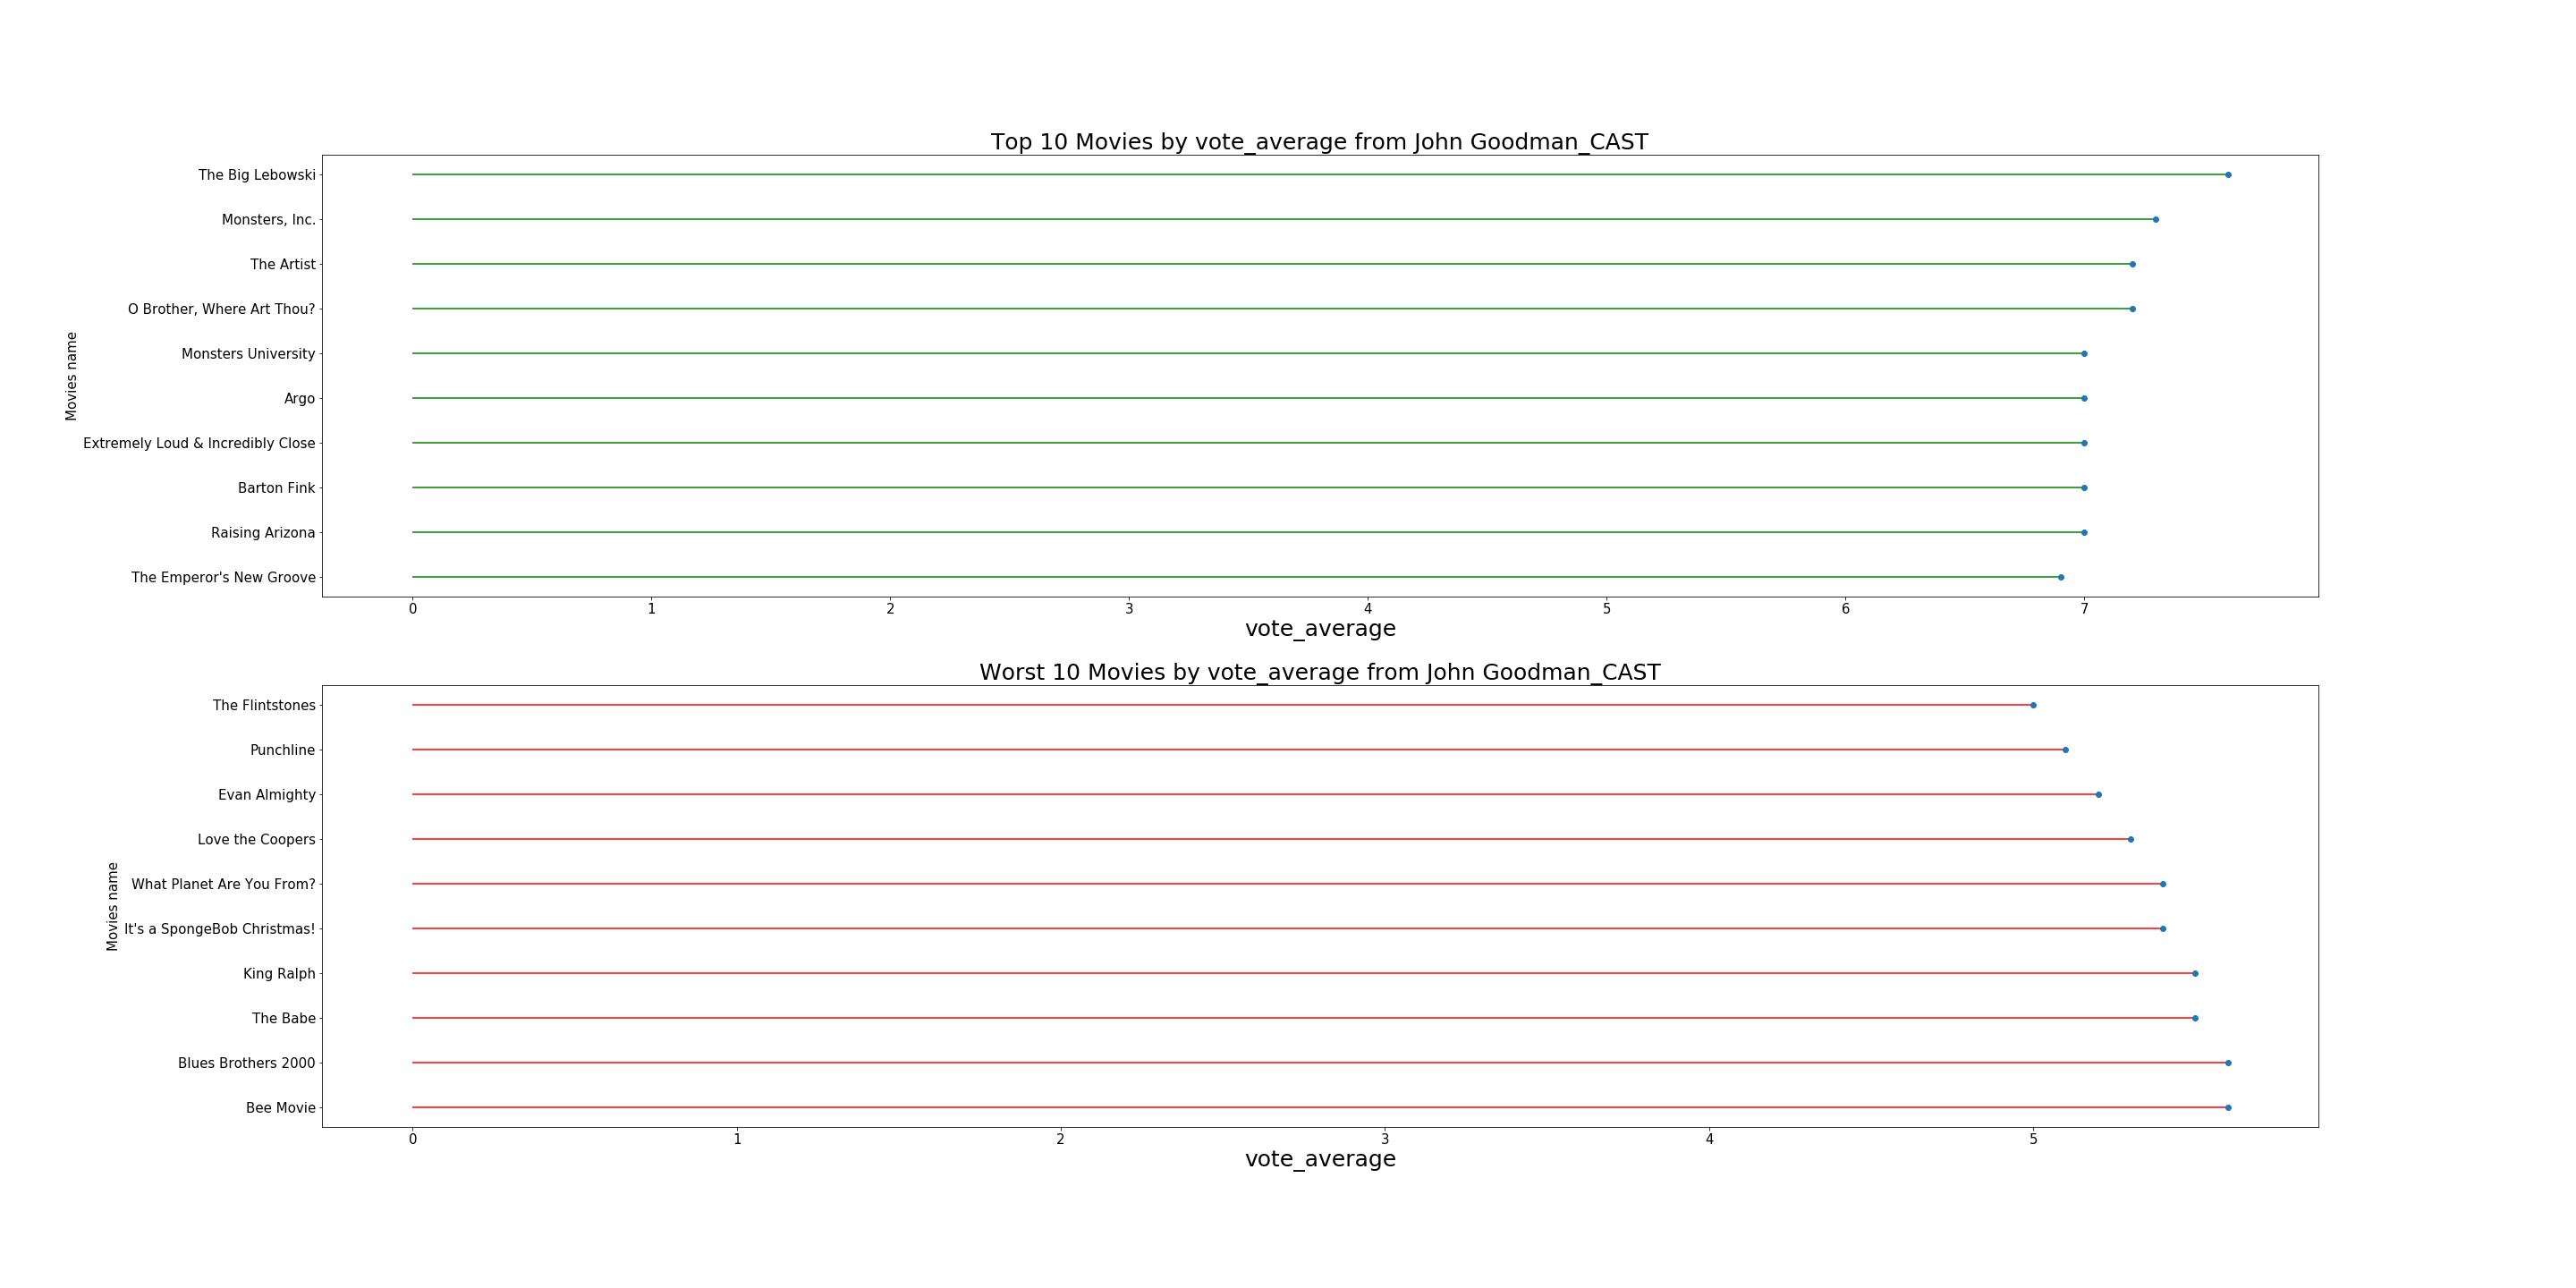 Top 10 Movies by vote_average from John Goodman_CAST
Movies name
The Big Lebowski
Monsters, Inc.
The Artist
O Brother, Where Art Thou?
Monsters University
Argo
Extremely Loud & Incredibly Close
Barton Fink
Raising Arizona
The Emperor's New Groove
0 1 2 3 4 5 6 7
vote_average
Worst 10 Movies by vote_average from John Goodman_CAST
Movies name
The Flintstones
Punchline
Evan Almighty
Love the Coopers
What Planet Are You From?
It's a SpongeBob Christmas!
King Ralph
The Babe
Blues Brothers 2000
Bee Movie
0 1 2 3 4 5
vote_average